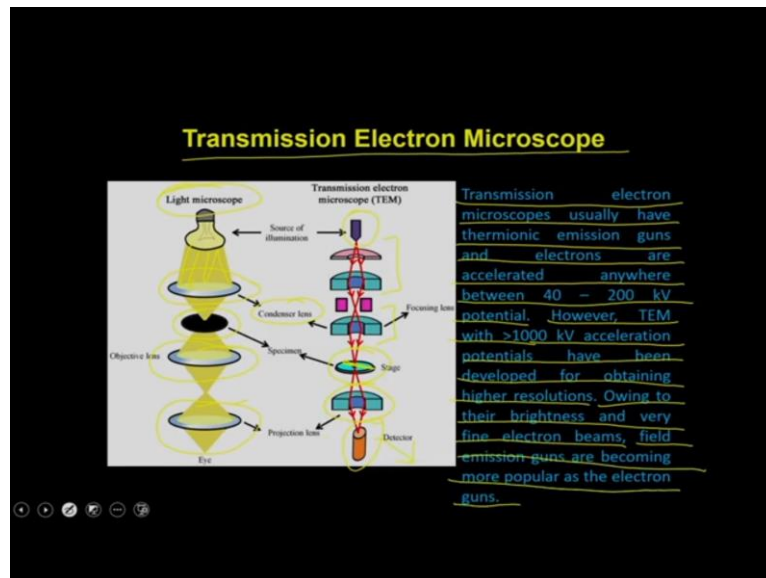 Transmission Electron Microscope
Light microscope
Transmission electron
microscope (TEM)
Source of
illumination
Condenser lens
Focusing lens
Specimen
Objective lens
Stage
Projection lens
Detector
Eye
Transmission electron
microscopes usually have
thermionic emission guns
and electrons are
accelerated anywhere
between 40 – 200 kV
potential. However, TEM
with >1000 kV acceleration
potentials have been
developed for obtaining
higher resolutions. Owing to
their brightness and very
fine electron beams, field
emission guns are becoming
more popular as the electron
guns.